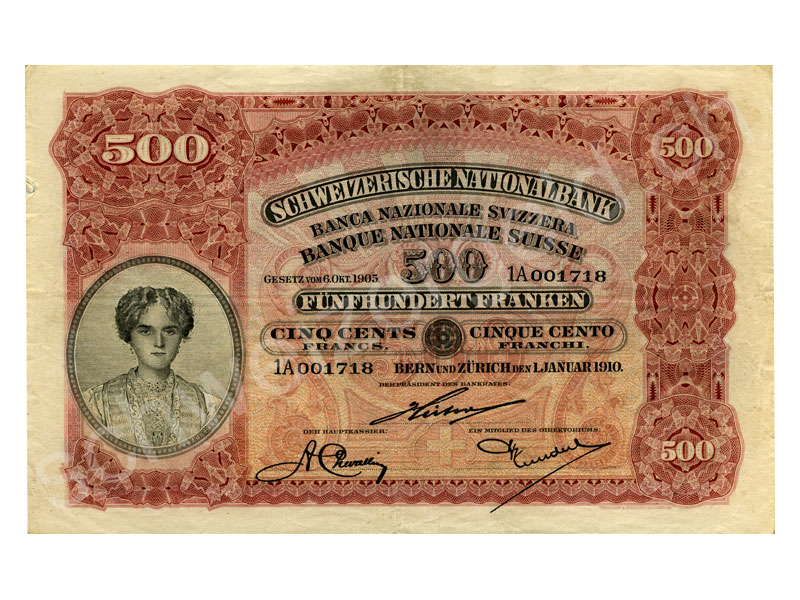 500
500
SCHWEIZERISCHE NATIONALBANK
BANCA NAZIONALE SVIZZERA
BANQUE NATIONALE SUISSE
GESETZ VOM 6.OKT.1905. 500 1A001718
FÜNFHUNDERT FRANKEN
CINQ CENTS CINQUE CENTO
FRANCS. FRANCHI.
1A001718 BERN UND ZÜRICH DEN 1.JANUAR 1910.
DER PRÄSIDENT DES BANKRATES:
DER HAUPTKASSIER: EIN MITGLIED DES DIREKTORIUMS:
500